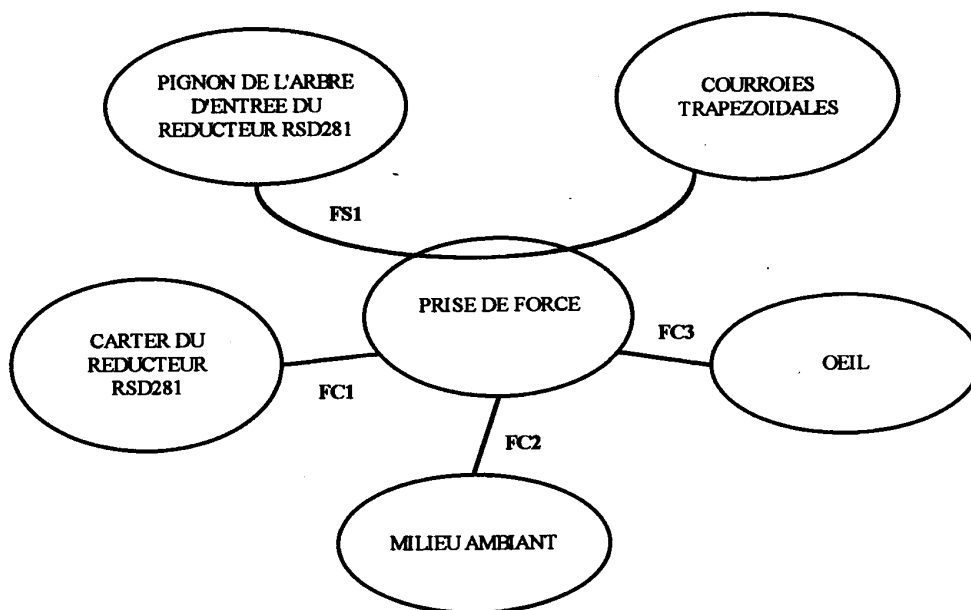 PIGNON DE L'ARBRE
D'ENTREE DU
REDUCTEUR RSD281
COURROIES
TRAPEZOIDALES
FS1
PRISE DE FORCE
CARTER DU
REDUCTEUR
RSD281
FC1
FC3
OEIL
FC2
MILIEU AMBIANT